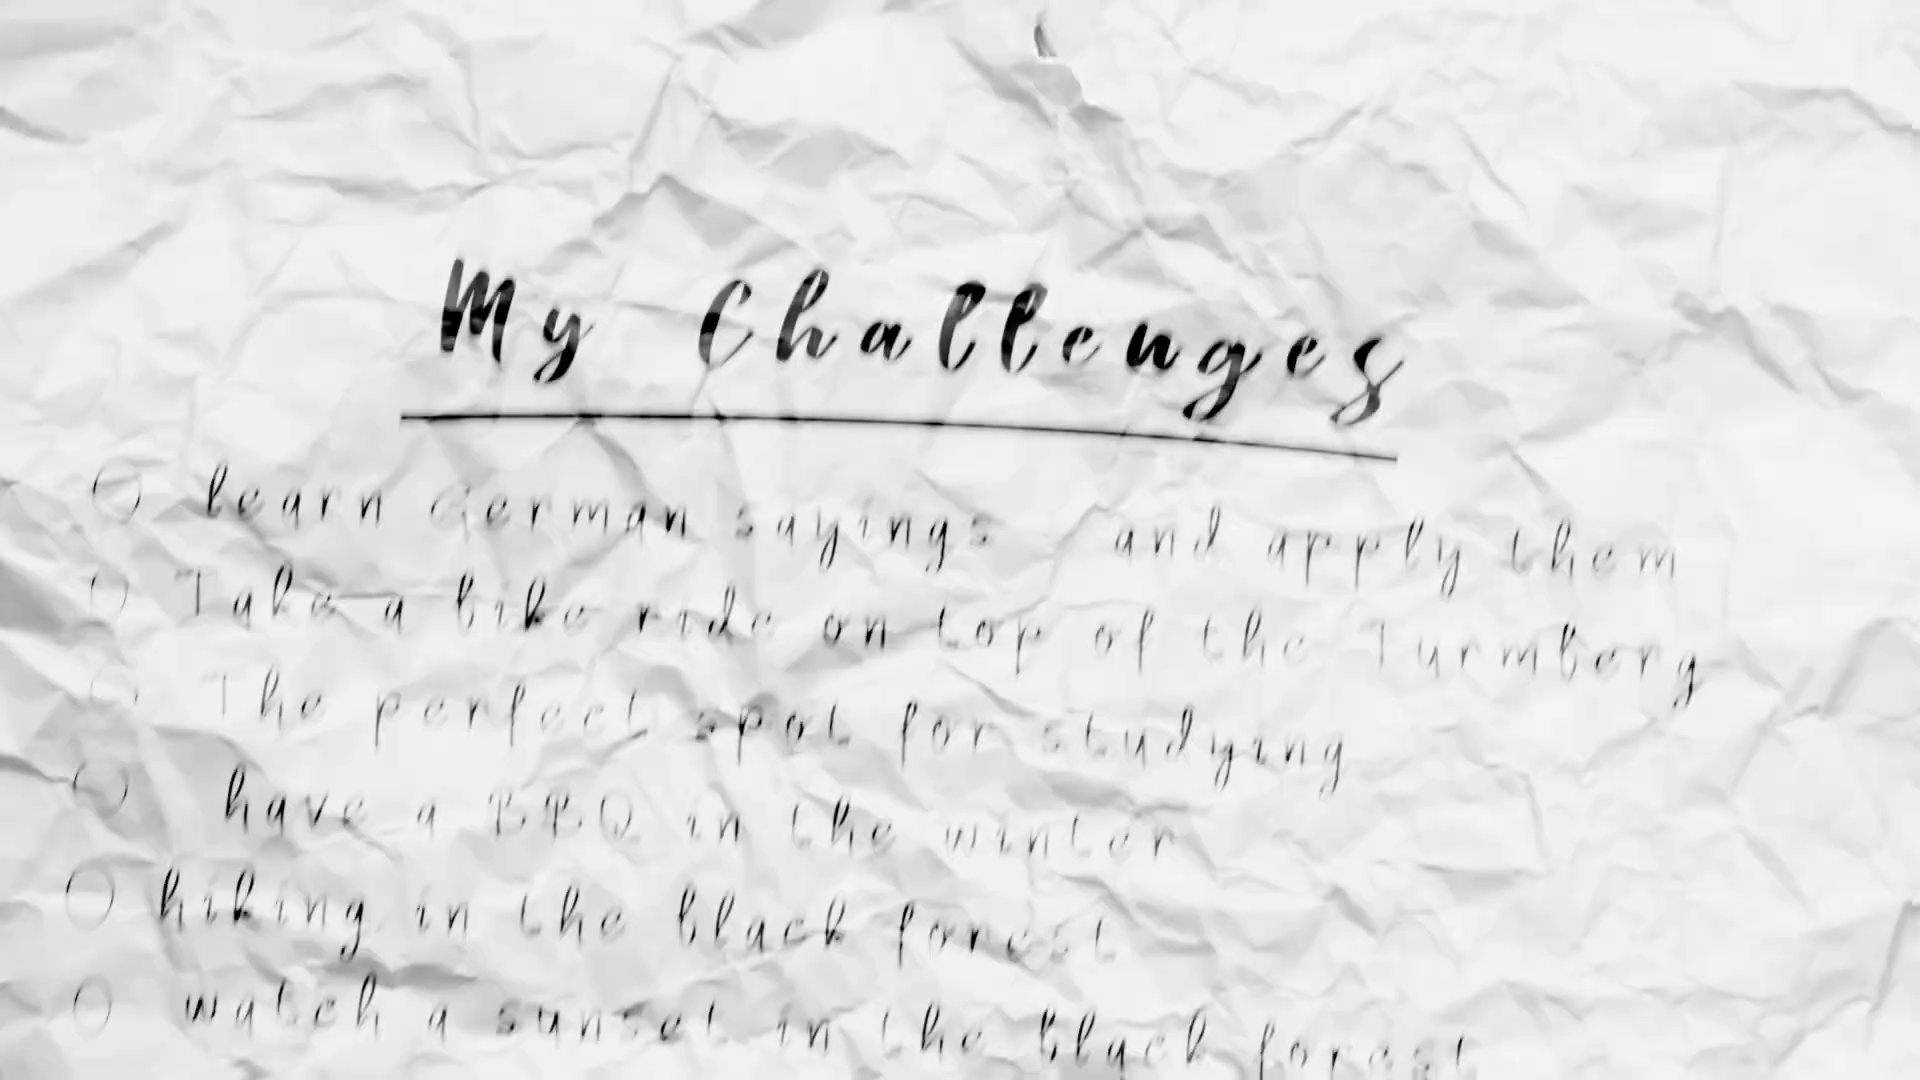 My Challenges
learn German sayings and apply them
Take a bike ride on top of the Turmberg
The perfect spot for studying
have a BBQ in the winter
hiking in the black forest
watch a sunset in the black forest